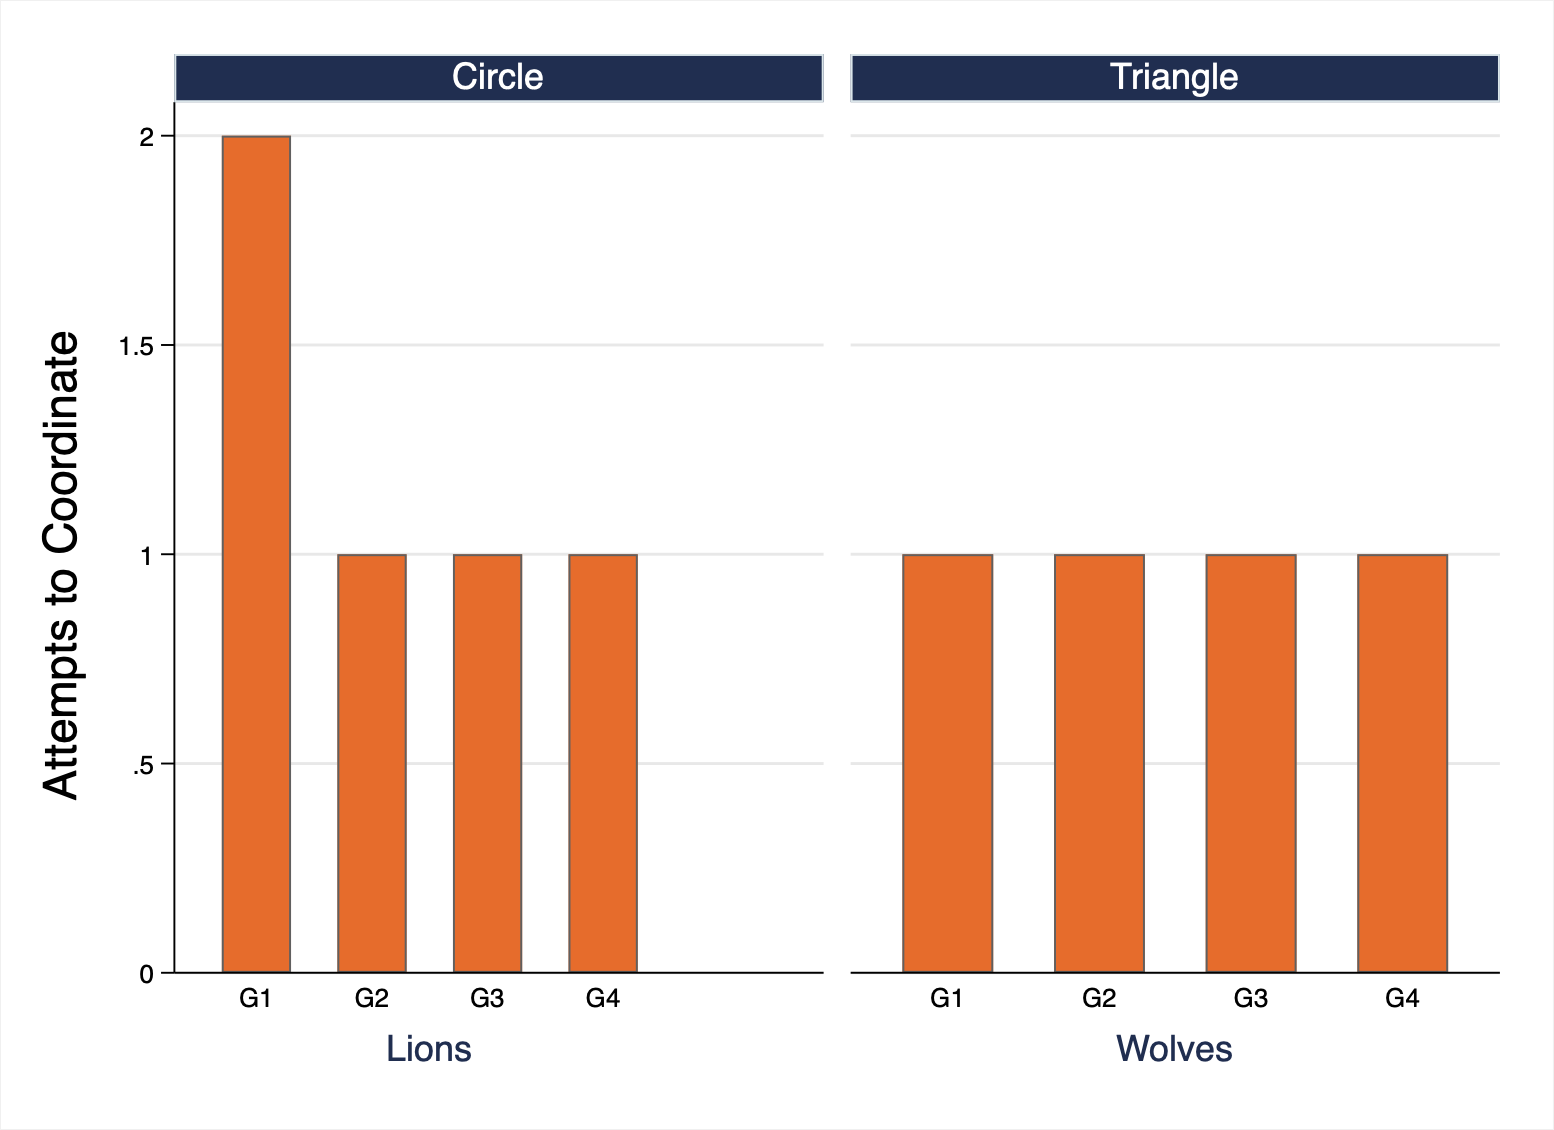 Circle
Triangle
Attempts to Coordinate
2
1.5
1
.5
0
G1 G2 G3 G4
G1 G2 G3 G4
Lions
Wolves